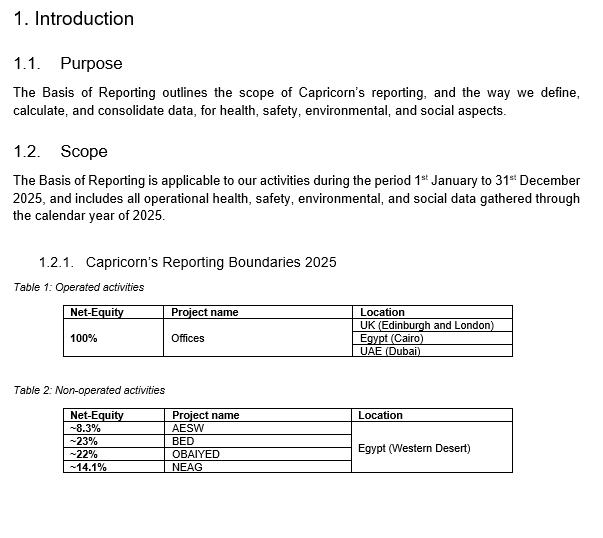 1. Introduction
1.1. Purpose
The Basis of Reporting outlines the scope of Capricorn’s reporting, and the way we define,
calculate, and consolidate data, for health, safety, environmental, and social aspects.
1.2. Scope
The Basis of Reporting is applicable to our activities during the period 1st January to 31st December
2025, and includes all operational health, safety, environmental, and social data gathered through
the calendar year of 2025.
1.2.1. Capricorn’s Reporting Boundaries 2025
Table 1: Operated activities
Net-Equity Project name Location
UK (Edinburgh and London)
100% Offices Egypt (Cairo)
UAE (Dubai)
Table 2: Non-operated activities
Net-Equity Project name Location
~8.3% AESW
~23% BED
Egypt (Western Desert)
~22% OBAIYED
~14.1% NEAG